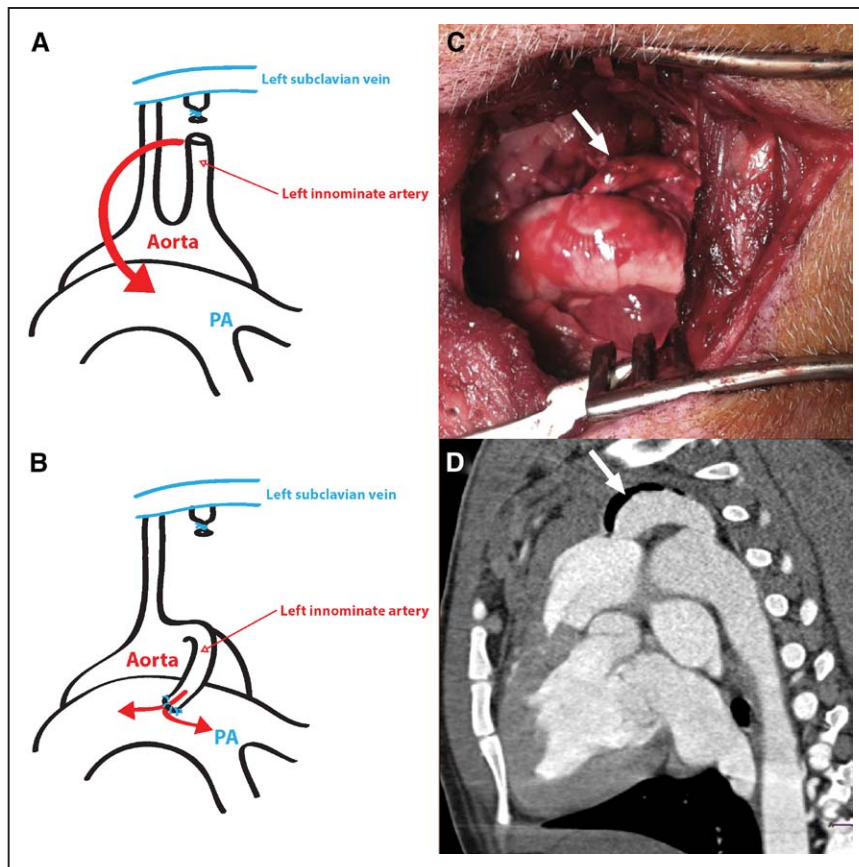 A
Left subclavian vein
Left innominate artery
Aorta
PA
B
Left subclavian vein
Left innominate artery
Aorta
PA
C
D